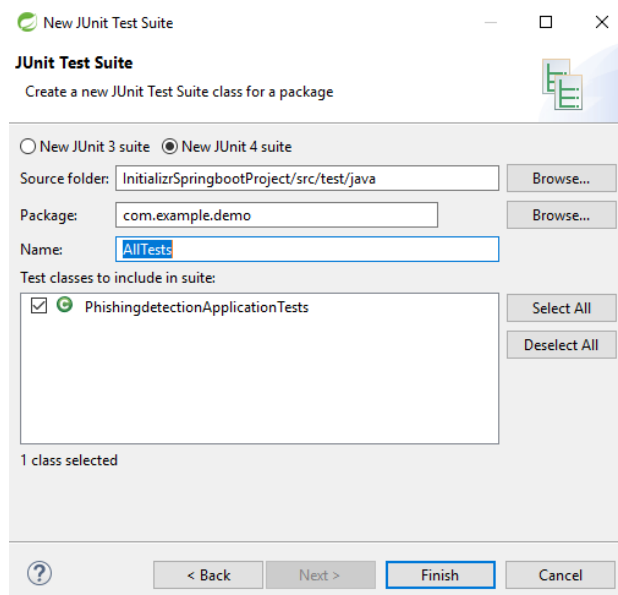 New JUnit Test Suite
JUnit Test Suite
Create a new JUnit Test Suite class for a package
New JUnit 3 suite New JUnit 4 suite
Source folder: InitializrSpringbootProject/src/test/java Browse...
Package: com.example.demo Browse...
Name: AllTests
Test classes to include in suite:
C PhishingdetectionApplicationTests Select All
Deselect All
1 class selected
? < Back Next > Finish Cancel